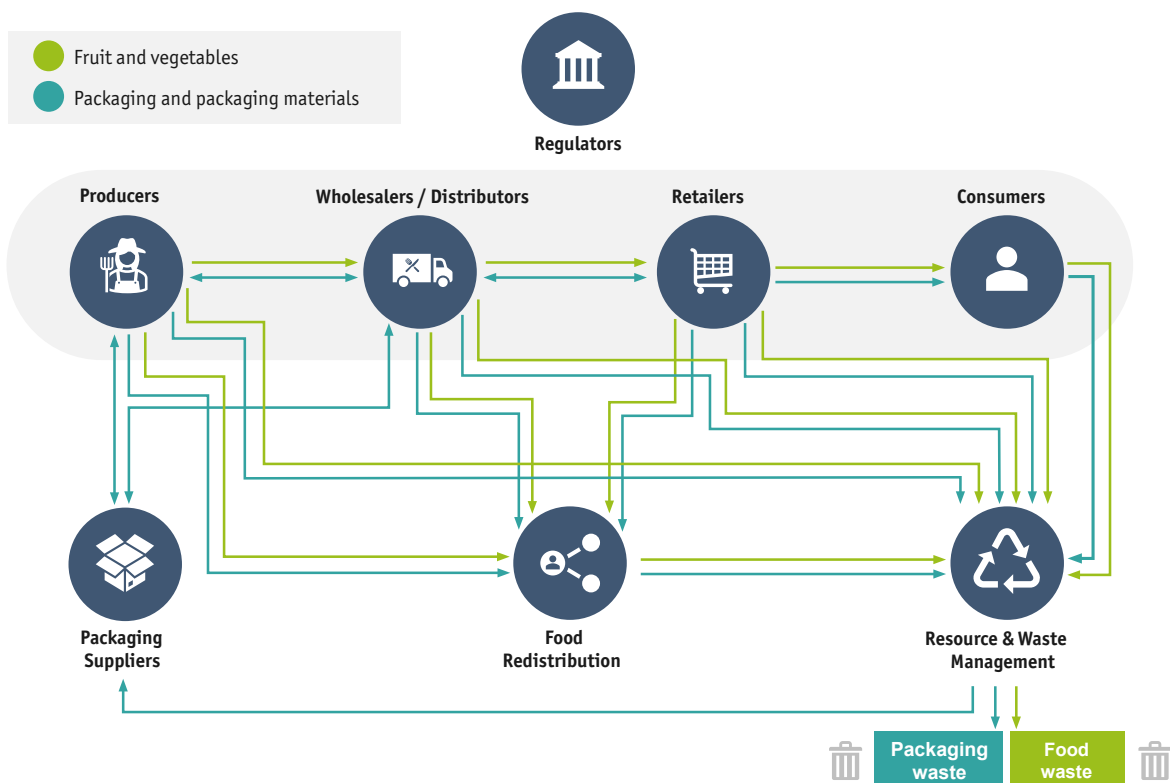 Fruit and vegetables
Packaging and packaging materials
Regulators
Producers
Wholesalers / Distributors
Retailers
Consumers
Packaging
Suppliers
Food
Redistribution
Resource & Waste
Management
Packaging
waste
Food
waste